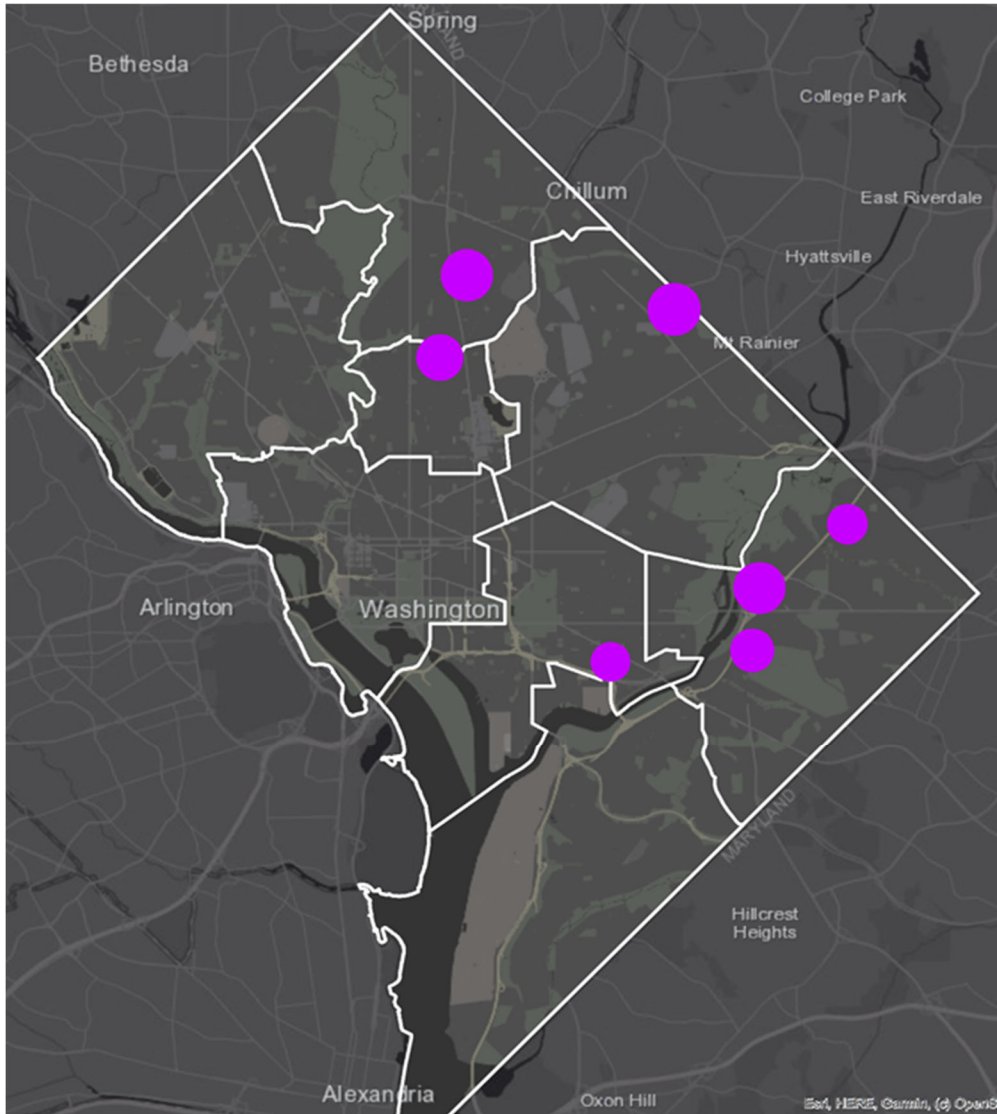 Spring
Bethesda
College Park
Chillum
East Riverdale
Hyattsville
Mt Rainier
Arlington
Washington
MARYLAND
Hillcrest
Heights
Alexandria
Oxon Hill
Esri, HERE, Garmin, (c) OpenS